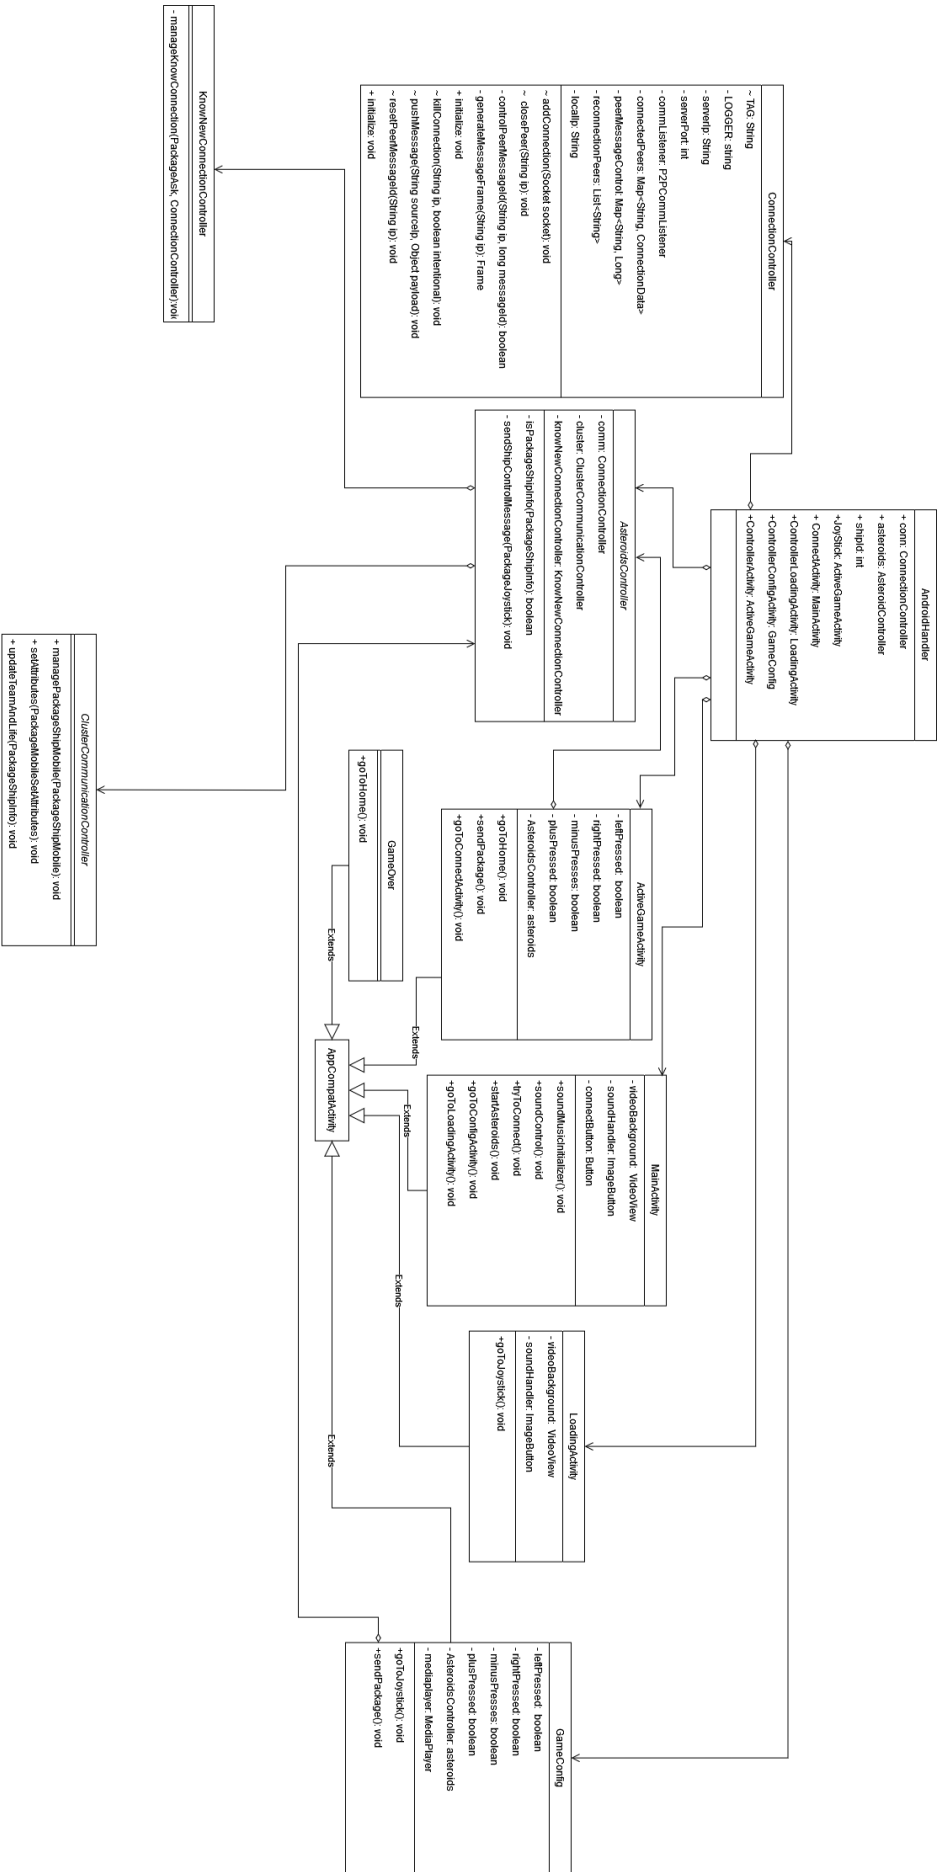 AndroidHandler
+ conn: ConnectionController
+ asteroids: AsteroidController
+ shipId: int
+JoyStick: ActiveGameActivity
+ ConnectActivity: MainActivity
+ControllerLoadingActivity: LoadingActivity
+ControllerConfigActivity: GameConfig
+ControllerActivity: ActiveGameActivity
ConnectionController
~ TAG: String
- LOGGER: string
- serverIp: String
- serverPort: int
- commListener: P2PCommListener
- connectedPeers: Map<String, ConnectionData>
- peerMessageControl: Map<String, Long>
- reconnectionPeers: List<String>
- localIp: String
~ addConnection(Socket socket): void
~ closePeer(String ip): void
- controlPeerMessageId(String ip, long messageId): boolean
- generateMessageFrame(String ip): Frame
+ initialize: void
~ killConnection(String ip, boolean intentional): void
~ pushMessage(String sourceIp, Object payload): void
~ resetPeerMessageId(String ip): void
+ initialize: void
AsteroidsController
- comm: ConnectionController
- cluster: ClusterCommunicationController
- knowNewConnectionController: KnowNewConnectionController
- isPackageShipInfo(PackageShipInfo): boolean
- sendShipControlMessage(PackageJoystick): void
ActiveGameActivity
- leftPressed: boolean
- rightPressed: boolean
- minusPresses: boolean
- plusPressed: boolean
- AsteroidsController: asteroids
+goToHome(): void
+sendPackage(): void
+goToConnectActivity(): void
MainActivity
- videoBackground: VideoView
- soundHandler: ImageButton
- connectButton: Button
+soundMusicInitializer(): void
+soundControl(): void
+tryToConnect(): void
+startAsteroids(): void
+goToConfigActivity(): void
+goToLoadingActivity(): void
LoadingActivity
- videoBackground: VideoView
- soundHandler: ImageButton
+goToJoystick(): void
GameConfig
- leftPressed: boolean
- rightPressed: boolean
- minusPresses: boolean
- plusPressed: boolean
- AsteroidsController: asteroids
- mediaplayer: MediaPlayer
+goToJoystick(): void
+sendPackage(): void
GameOver
+goToHome(): void
Extends
Extends
Extends
Extends
Extends
AppCompatActivity
KnowNewConnectionController
- manageKnowConnection(PackageAsk, ConnectionController):voi
ClusterCommunicationController
+ managePackageShipMobile(PackageShipMobile): void
+ setAttributes(PackageMobileSetAttributes): void
+ updateTeamAndLife(PackageShipInfo): void